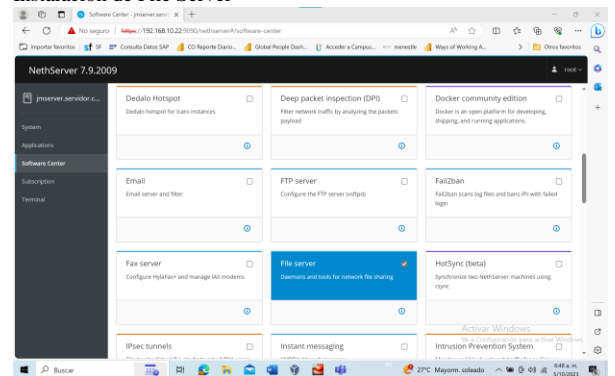 Instalación de File Server
Software Center - jmserver.servi
No seguro
https://192.168.10.22:9090/nethserver#/software-center
Importar favoritos
SF
Consulta Datos SAP
CO Reporte Diario...
Global People Dash...
Acceder a Campus...
menestle
Ways of Working A...
Otros favoritos
NethServer 7.9.2009
root
jmserver.servidor.c...
System
Applications
Software Center
Subscription
Terminal
Dedalo Hotspot
Dedalo hotspot for Icaro instances
Deep packet inspection (DPI)
Filter network traffic by analyzing the packets
payload
Docker community edition
Docker is an open platform for developing,
shipping, and running applications.
Email
Email server and filter
FTP server
Configure the FTP server (vsftpd)
Fail2ban
Fail2ban scans log files and bans IPs with failed
login
Fax server
Configure HylaFax+ and manage IAX modems
File server
Daemons and tools for network file sharing
HotSync (beta)
Synchronize two NethServer machines using
rsync
IPsec tunnels
Instant messaging
Intrusion Prevention System
Activar Windows
Ve a Configuración para activar Windows.
Buscar
27°C Mayorm. soleado
8:48 a. m.
5/10/2023